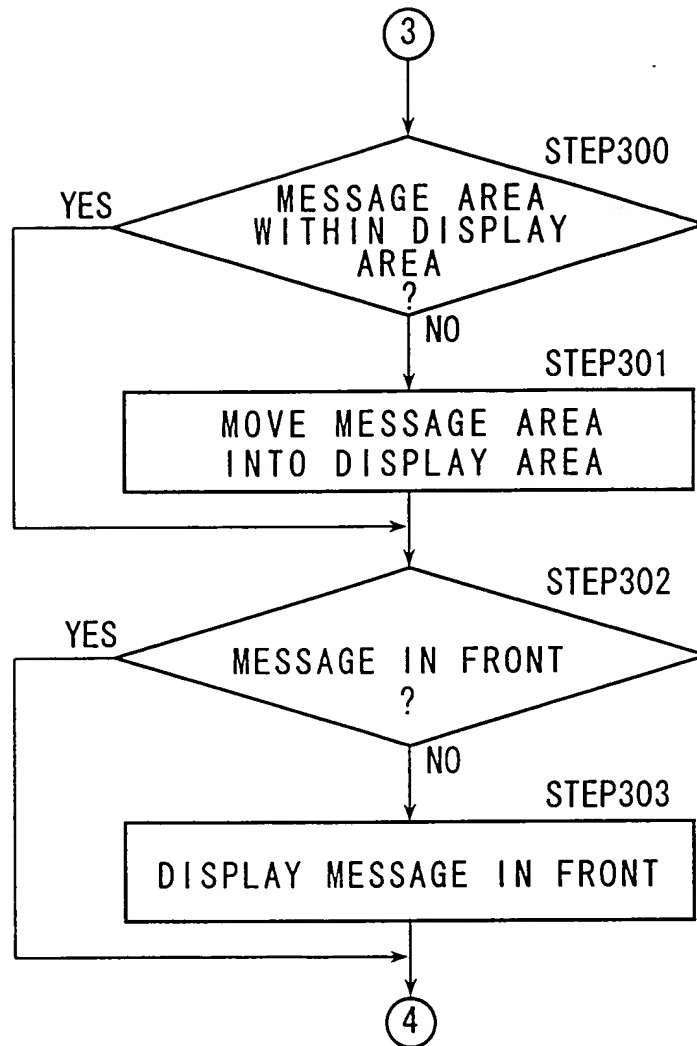 3
STEP300
YES
MESSAGE AREA
WITHIN DISPLAY
AREA
?
NO
STEP301
MOVE MESSAGE AREA
INTO DISPLAY AREA
STEP302
YES
MESSAGE IN FRONT
?
NO
STEP303
DISPLAY MESSAGE IN FRONT
4